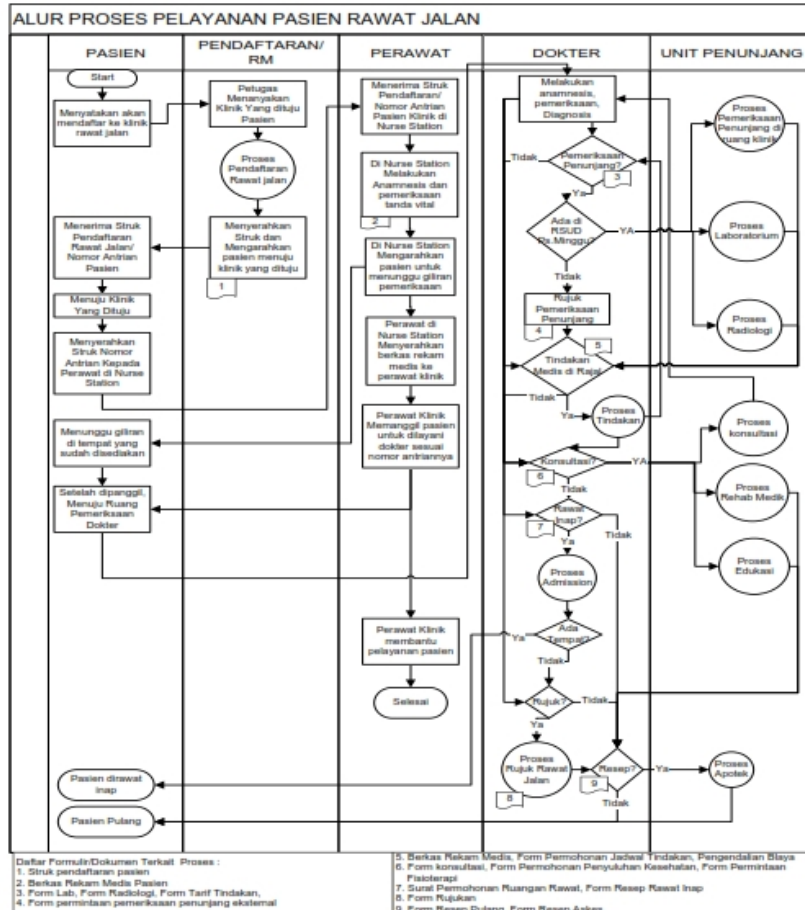 ALUR PROSES PELAYANAN PASIEN RAWAT JALAN
PASIEN
PENDAFTARAN/
RM
PERAWAT
DOKTER
UNIT PENUNJANG
Start
Menyatakan akan
mendaftar ke klinik
rawat jalan
Menerima Struk
Pendaftaran
Rawat Jalan/
Nomor Antrian
Pasien
Menuju Klinik
Yang Dituju
Menyerahkan
Struk Nomor
Antrian Kepada
Perawat di Nurse
Station
Menunggu giliran
di tempat yang
sudah disediakan
Setelah dipanggil,
Menuju Ruang
Pemeriksaan
Dokter
Pasien dirawat
inap
Pasien Pulang
Petugas
Menanyakan
Klinik Yang dituju
Pasien
Proses
Pendaftaran
Rawat jalan
Menyerahkan
Struk dan
Mengarahkan
pasien menuju
klinik yang dituju
1
Menerima Struk
Pendaftaran/
Nomor Antrian
Pasien Klinik di
Nurse Station
Di Nurse Station
Melakukan
Anamnesis dan
pemeriksaan
tanda vital
2
Di Nurse Station
Mengarahkan
pasien untuk
menunggu giliran
pemeriksaan
Perawat di
Nurse Station
Menyerahkan
berkas rekam
medis ke
perawat klinik
Perawat Klinik
Memanggil pasien
untuk dilayani
dokter sesuai
nomor antriannya
Perawat Klinik
membantu
pelayanan pasien
Selesai
Melakukan
anamnesis,
pemeriksaan,
Diagnosis
Tidak
Pemeriksaan
Penunjang?
3
Ya
Ada di
RSUD
Ps.Minggu?
YA
Tidak
Rujuk
Pemeriksaan
Penunjang
4
5
Tindakan
Medis di Rajal
Tidak
Ya
Proses
Tindakan
Konsultasi?
YA
6
Tidak
Rawat
Inap?
7
Tidak
Ya
Proses
Admission
Ya
Ada
Tempat?
Tidak
Rujuk?
Tidak
Ya
Proses
Rujuk Rawat
Jalan
8
Resep?
Ya
9
Tidak
Proses
Pemeriksaan
Penunjang di
ruang klinik
Proses
Laboratorium
Proses
Radiologi
Proses
konsultasi
Proses
Rehab Medik
Proses
Edukasi
Proses
Apotek
Daftar Formulir/Dokumen Terkait Proses :
1. Struk pendaftaran pasien
2. Berkas Rekam Medis Pasien
3. Form Lab, Form Radiologi, Form Tarif Tindakan,
4. Form permintaan pemeriksaan penunjang eksternal
5. Berkas Rekam Medis, Form Permohonan Jadwal Tindakan, Pengendalian Biaya
6. Form konsultasi, Form Permohonan Penyuluhan Kesehatan, Form Permintaan
Fisioterapi
7. Surat Permohonan Ruangan Rawat, Form Resep Rawat Inap
8. Form Rujukan
9. Form Resep Pulang, Form Resep Askes